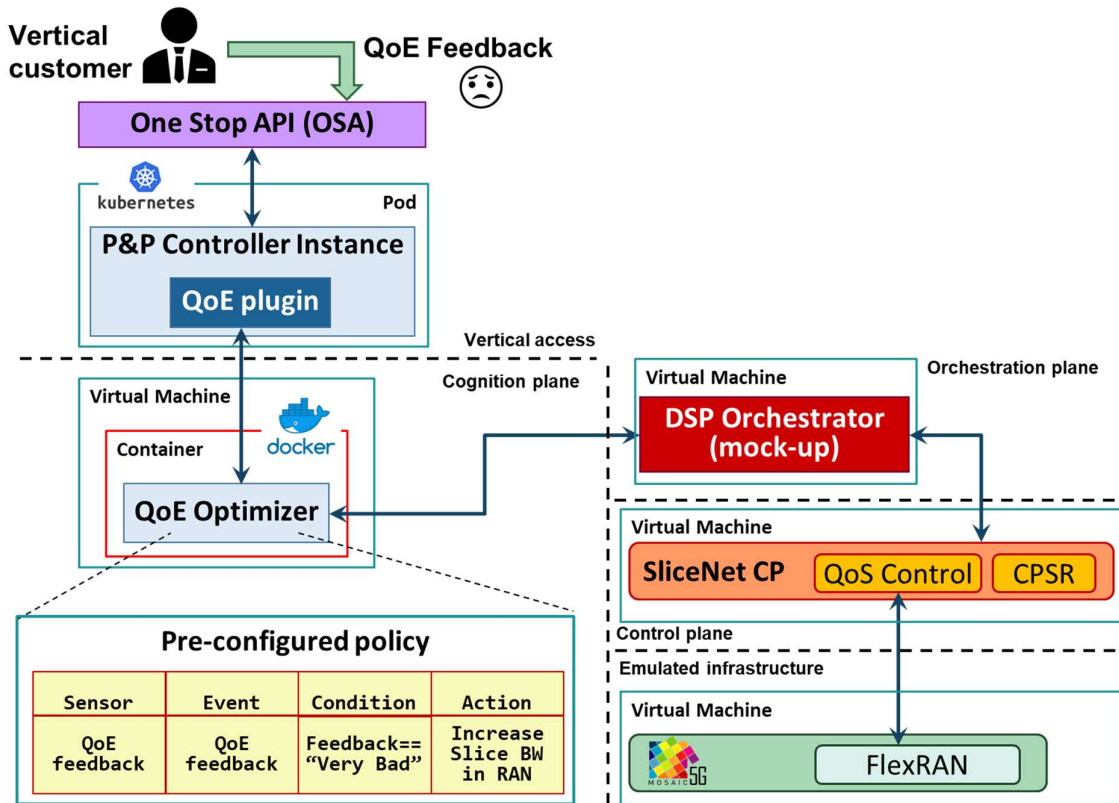 Vertical
customer
QoE Feedback
One Stop API (OSA)
kubernetes
Pod
P&P Controller Instance
QoE plugin
Vertical access
Cognition plane
Virtual Machine
docker
Container
QoE Optimizer
Pre-configured policy
Sensor Event Condition Action
QoE
feedback
QoE
feedback
Feedback==
“Very Bad”
Increase
Slice BW
in RAN
Orchestration plane
Virtual Machine
DSP Orchestrator
(mock-up)
Virtual Machine
SliceNet CP
QoS Control
CPSR
Control plane
Emulated infrastructure
Virtual Machine
MOSAIC5G
FlexRAN